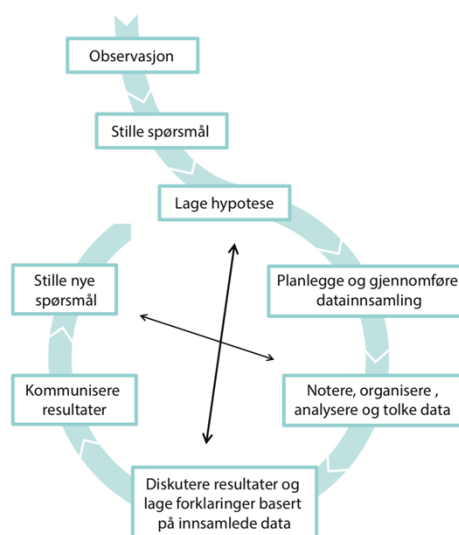 Observasjon
Stille spørsmål
Lage hypotese
Planlegge og gjennomføre
datainnsamling
Notere, organisere ,
analysere og tolke data
Diskutere resultater og
lage forklaringer basert
på innsamlede data
Kommunisere
resultater
Stille nye
spørsmål